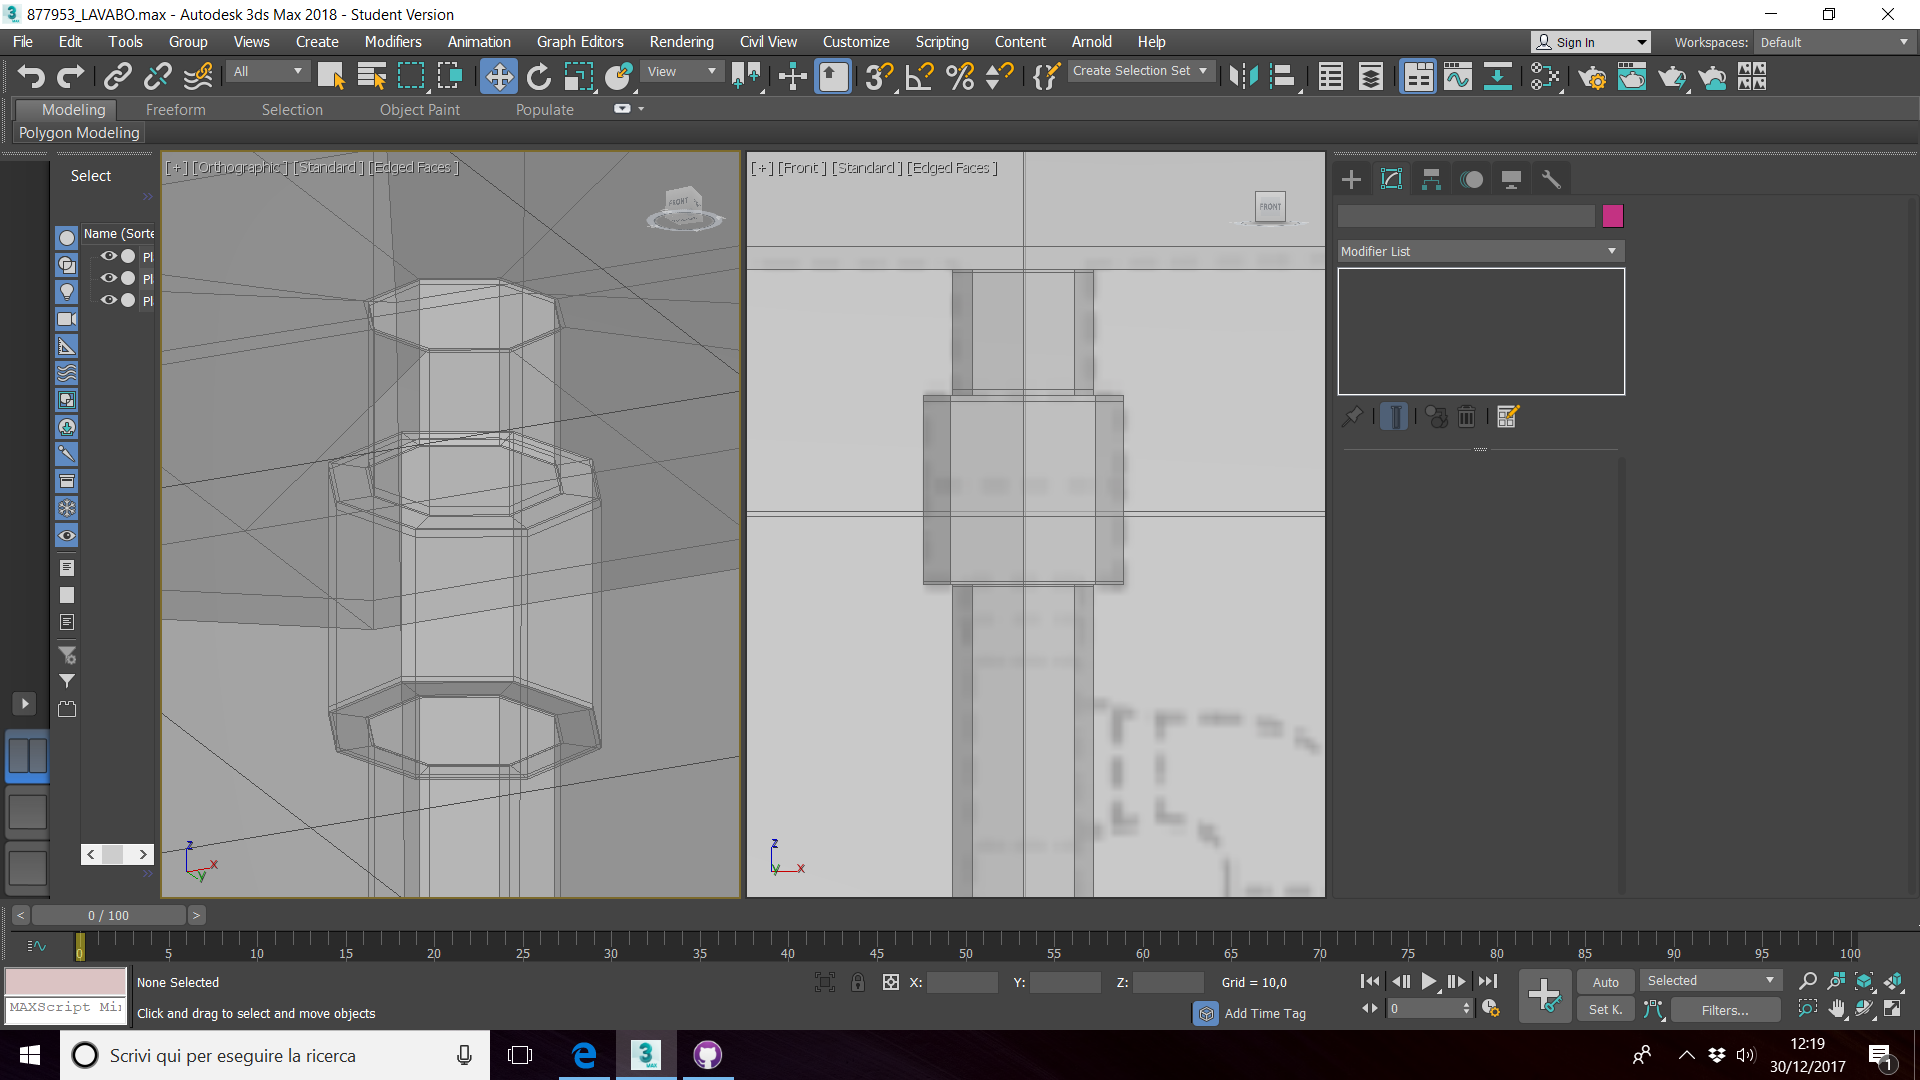 877953_LAVABO.max - Autodesk 3ds Max 2018 - Student Version
File Edit Tools Group Views Create Modifiers Animation Graph Editors Rendering Civil View Customize Scripting Content Arnold Help
Sign In
Workspaces: Default
All
View
Create Selection Set
Modeling Freeform Selection Object Paint Populate
Polygon Modeling
Select
Name (Sorte
Pl
Pl
Pl
[ + ] [Orthographic ] [Standard ] [Edged Faces ]
FRONT
z
x
y
[ + ] [Front ] [Standard ] [Edged Faces ]
FRONT
z
y
x
Modifier List
< 0 / 100 >
0 5 10 15 20 25 30 35 40 45 50 55 60 65 70 75 80 85 90 95 100
None Selected
X: Y: Z: Grid = 10,0
Auto Selected
MAXScript Mi
Click and drag to select and move objects
Add Time Tag
0
Set K. Filters...
Scrivi qui per eseguire la ricerca
3
MAX
12:19
30/12/2017
1